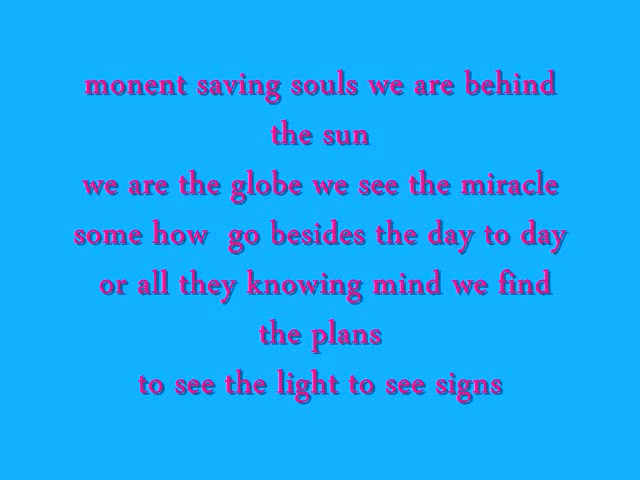 monent saving souls we are behind
the sun
we are the globe we see the miracle
some how  go besides the day to day
or all they knowing mind we find
the plans
to see the light to see signs